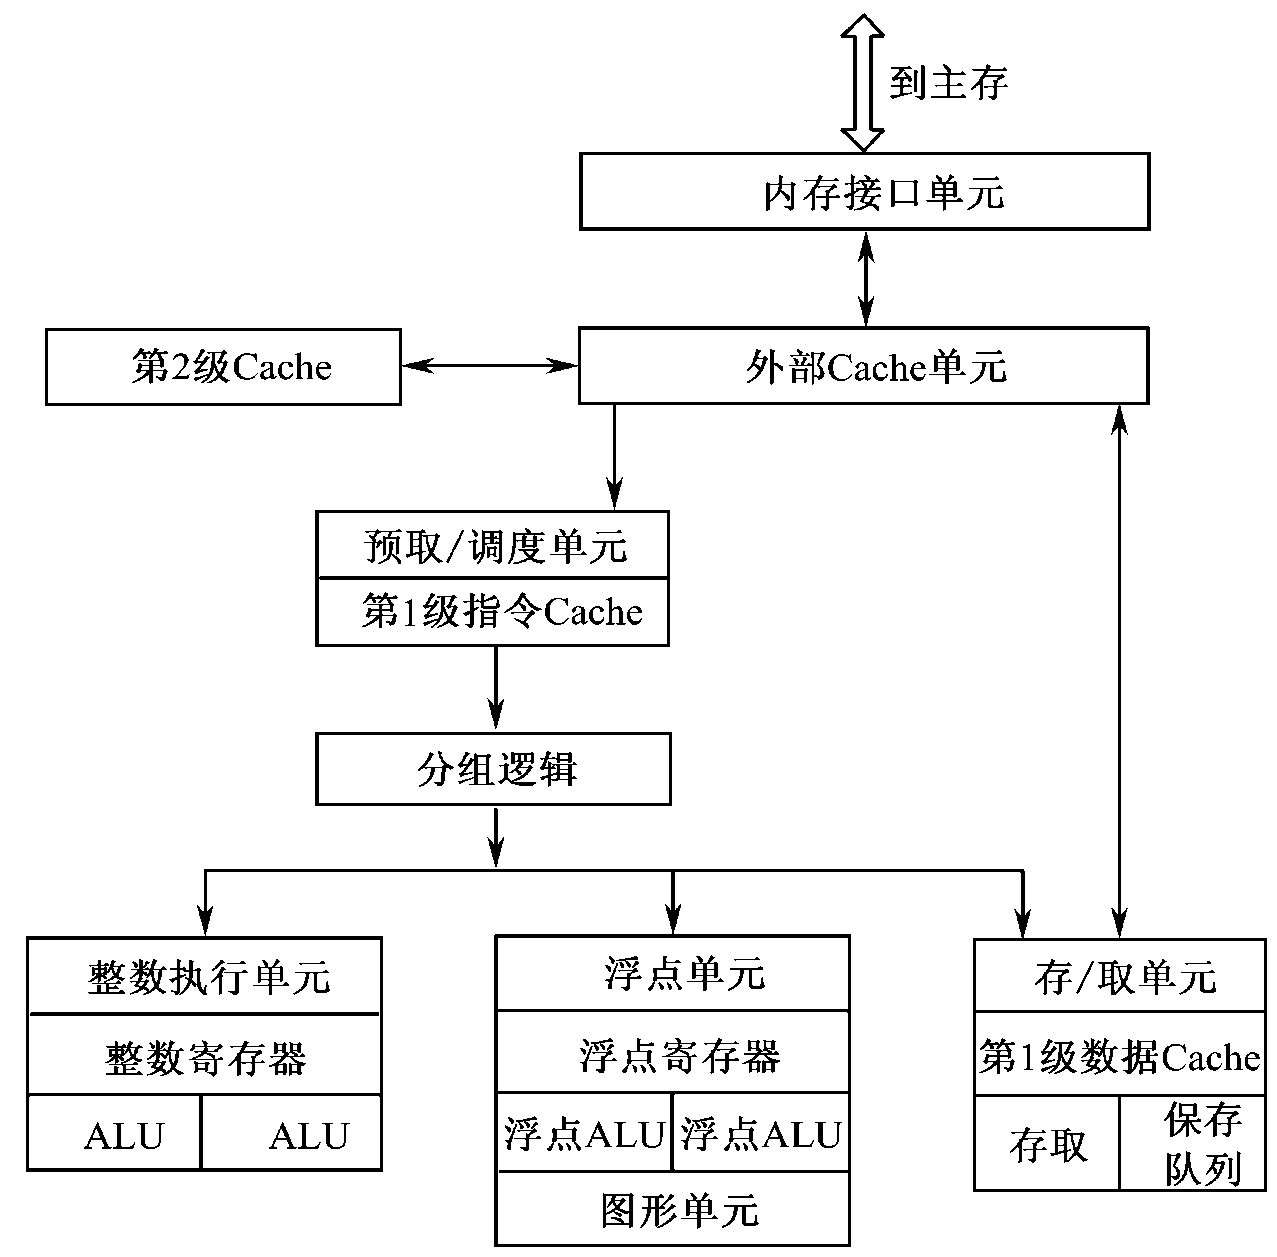 到主存
内存接口单元
第2级Cache
外部Cache单元
预取/调度单元
第1级指令Cache
分组逻辑
整数执行单元
整数寄存器
ALU
ALU
浮点单元
浮点寄存器
浮点ALU
浮点ALU
图形单元
存/取单元
第1级数据Cache
存取
保存
队列